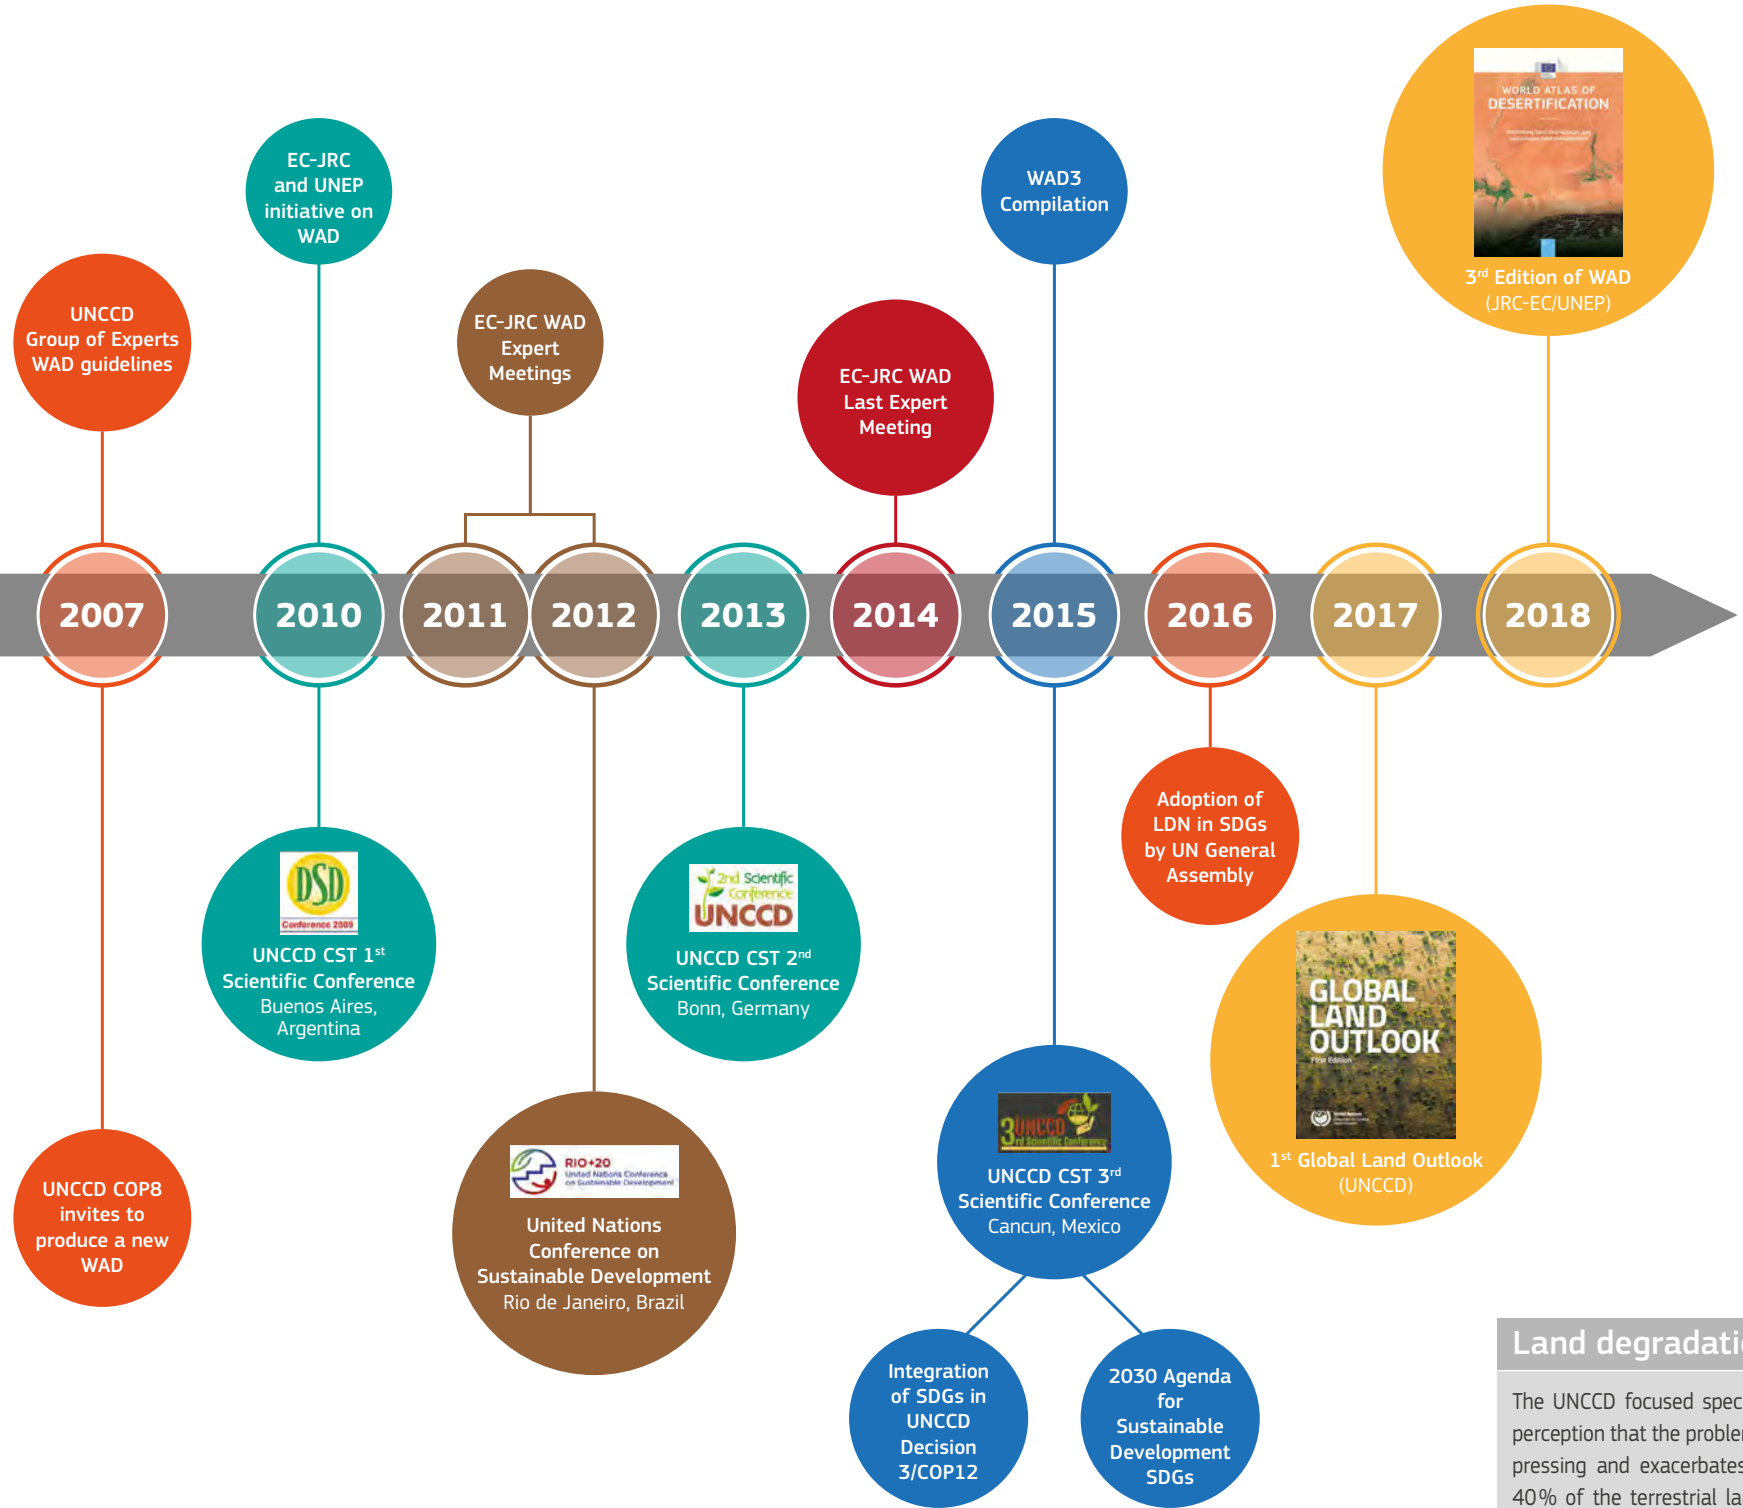 WORLD ATLAS OF
DESERTIFICATION
3rd Edition of WAD
(JRC-EC/UNEP)
EC-JRC
and UNEP
initiative on
WAD
WAD3
Compilation
UNCCD
Group of Experts
WAD guidelines
EC-JRC WAD
Expert
Meetings
EC-JRC WAD
Last Expert
Meeting
2007
2010
2011
2012
2013
2014
2015
2016
2017
2018
Adoption of
LDN in SDGs
by UN General
Assembly
DSD
Conference 2009
UNCCD CST 1st
Scientific Conference
Buenos Aires,
Argentina
2nd Scientific
Conference
UNCCD
UNCCD CST 2nd
Scientific Conference
Bonn, Germany
GLOBAL
LAND
OUTLOOK
First Edition
1st Global Land Outlook
(UNCCD)
UNCCD COP8
invites to
produce a new
WAD
RIO+20
United Nations Conference
on Sustainable Development
United Nations
Conference on
Sustainable Development
Rio de Janeiro, Brazil
UNCCD
3rd Scientific Conference
UNCCD CST 3rd
Scientific Conference
Cancun, Mexico
Integration
of SDGs in
UNCCD
Decision
3/COP12
2030 Agenda
for
Sustainable
Development
SDGs
Land degradati
The UNCCD focused spec
perception that the proble
pressing and exacerbates
40% of the terrestrial la